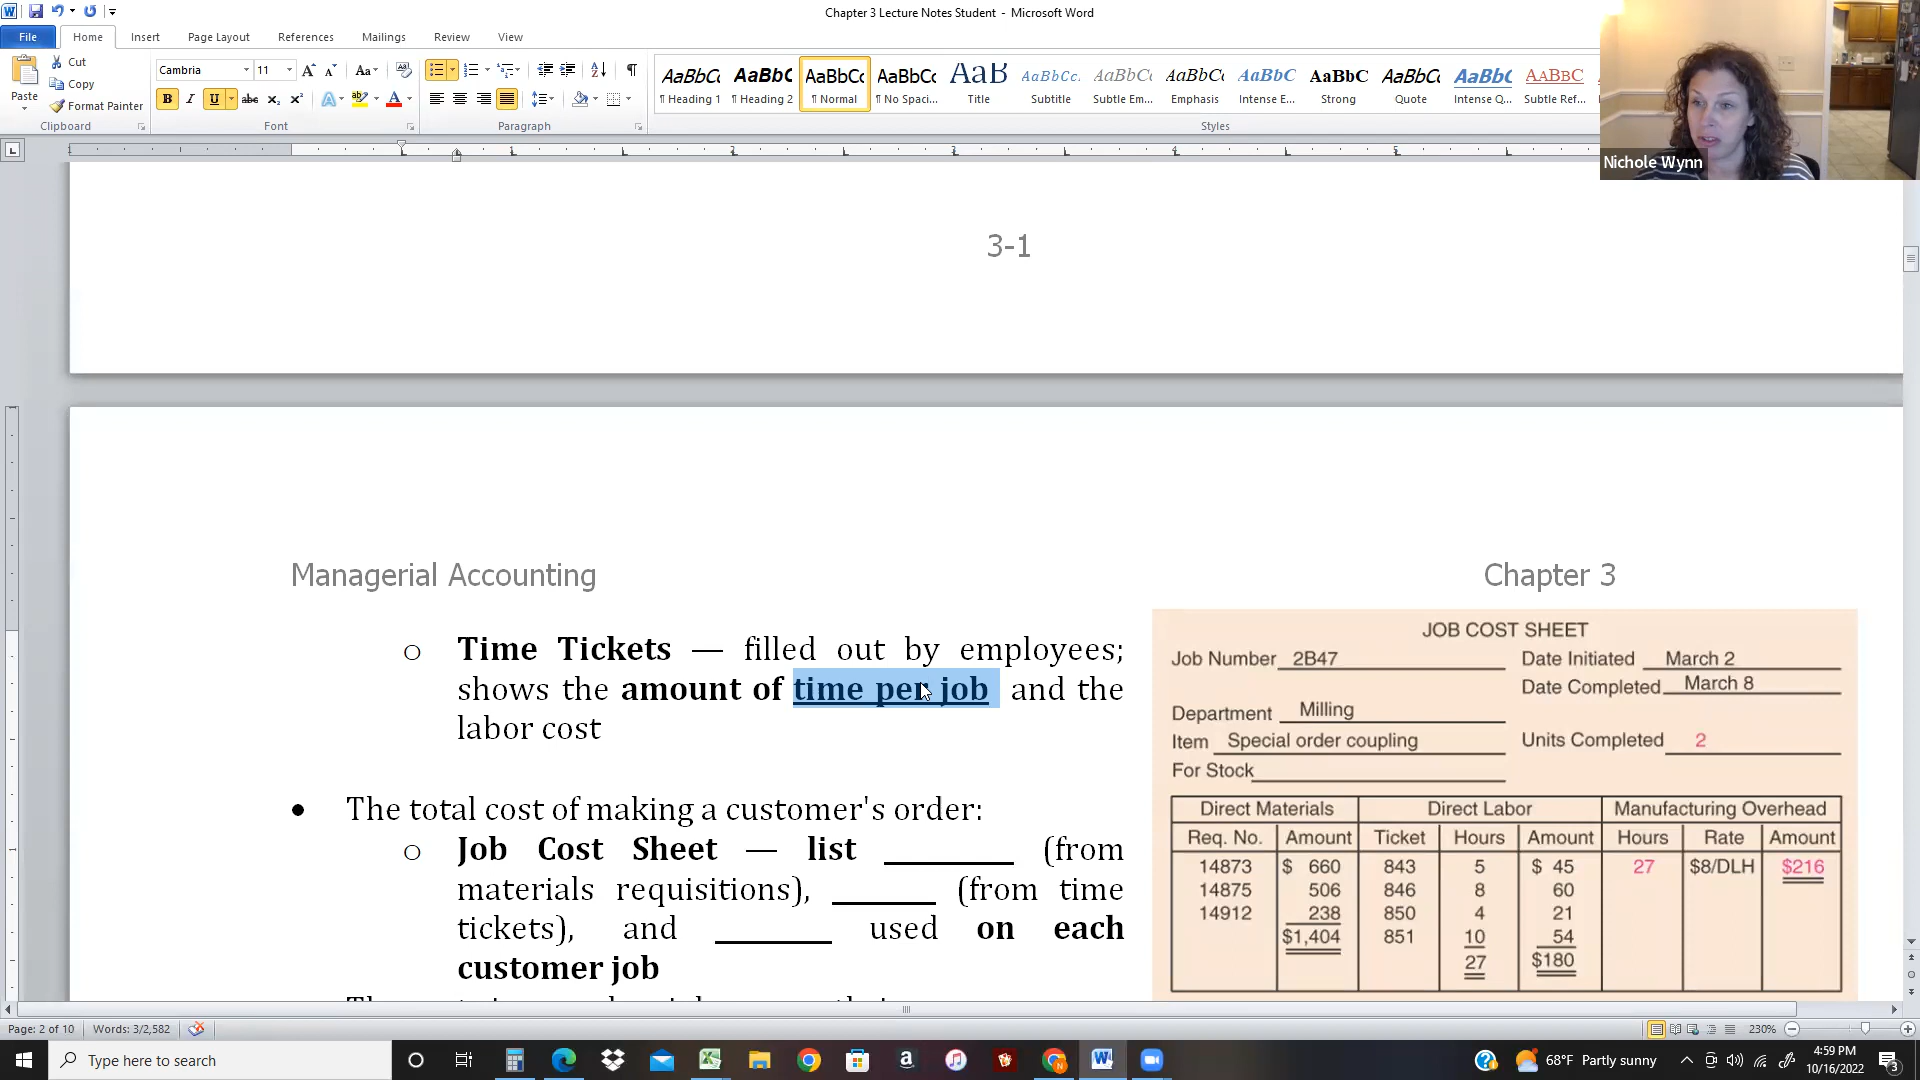 Chapter 3 Lecture Notes Student - Microsoft Word
File Home Insert Page Layout References Mailings Review View
Paste
Cut
Copy
Format Painter
Clipboard
Cambria 11
Font
Paragraph
AaBbCc AaBbC AaBbCc AaBbCc AaB AaBbCc. AaBbCc AaBbCc AaBbC AaBbC AaBbCc AaBbC AABBC
¶ Heading 1 ¶ Heading 2 ¶ Normal ¶ No Spaci... Title Subtitle Subtle Em... Emphasis Intense E... Strong Quote Intense Q... Subtle Ref...
Styles
Nichole Wynn
3-1
Managerial Accounting Chapter 3
o Time Tickets — filled out by employees;
shows the amount of time per job and the
labor cost
• The total cost of making a customer's order:
o Job Cost Sheet — list ________ (from
materials requisitions), ________ (from time
tickets), and ________ used on each
customer job
JOB COST SHEET
Job Number 2B47 Date Initiated March 2
Date Completed March 8
Department Milling
Item Special order coupling Units Completed 2
For Stock
Direct Materials Direct Labor Manufacturing Overhead
Req. No. Amount Ticket Hours Amount Hours Rate Amount
14873 $ 660 843 5 $ 45 27 $8/DLH $216
14875 506 846 8 60
14912 238 850 4 21
$1,404 851 10 54
27 $180
Page: 2 of 10 Words: 3/2,582 230%
Type here to search
68°F Partly sunny
4:59 PM
10/16/2022